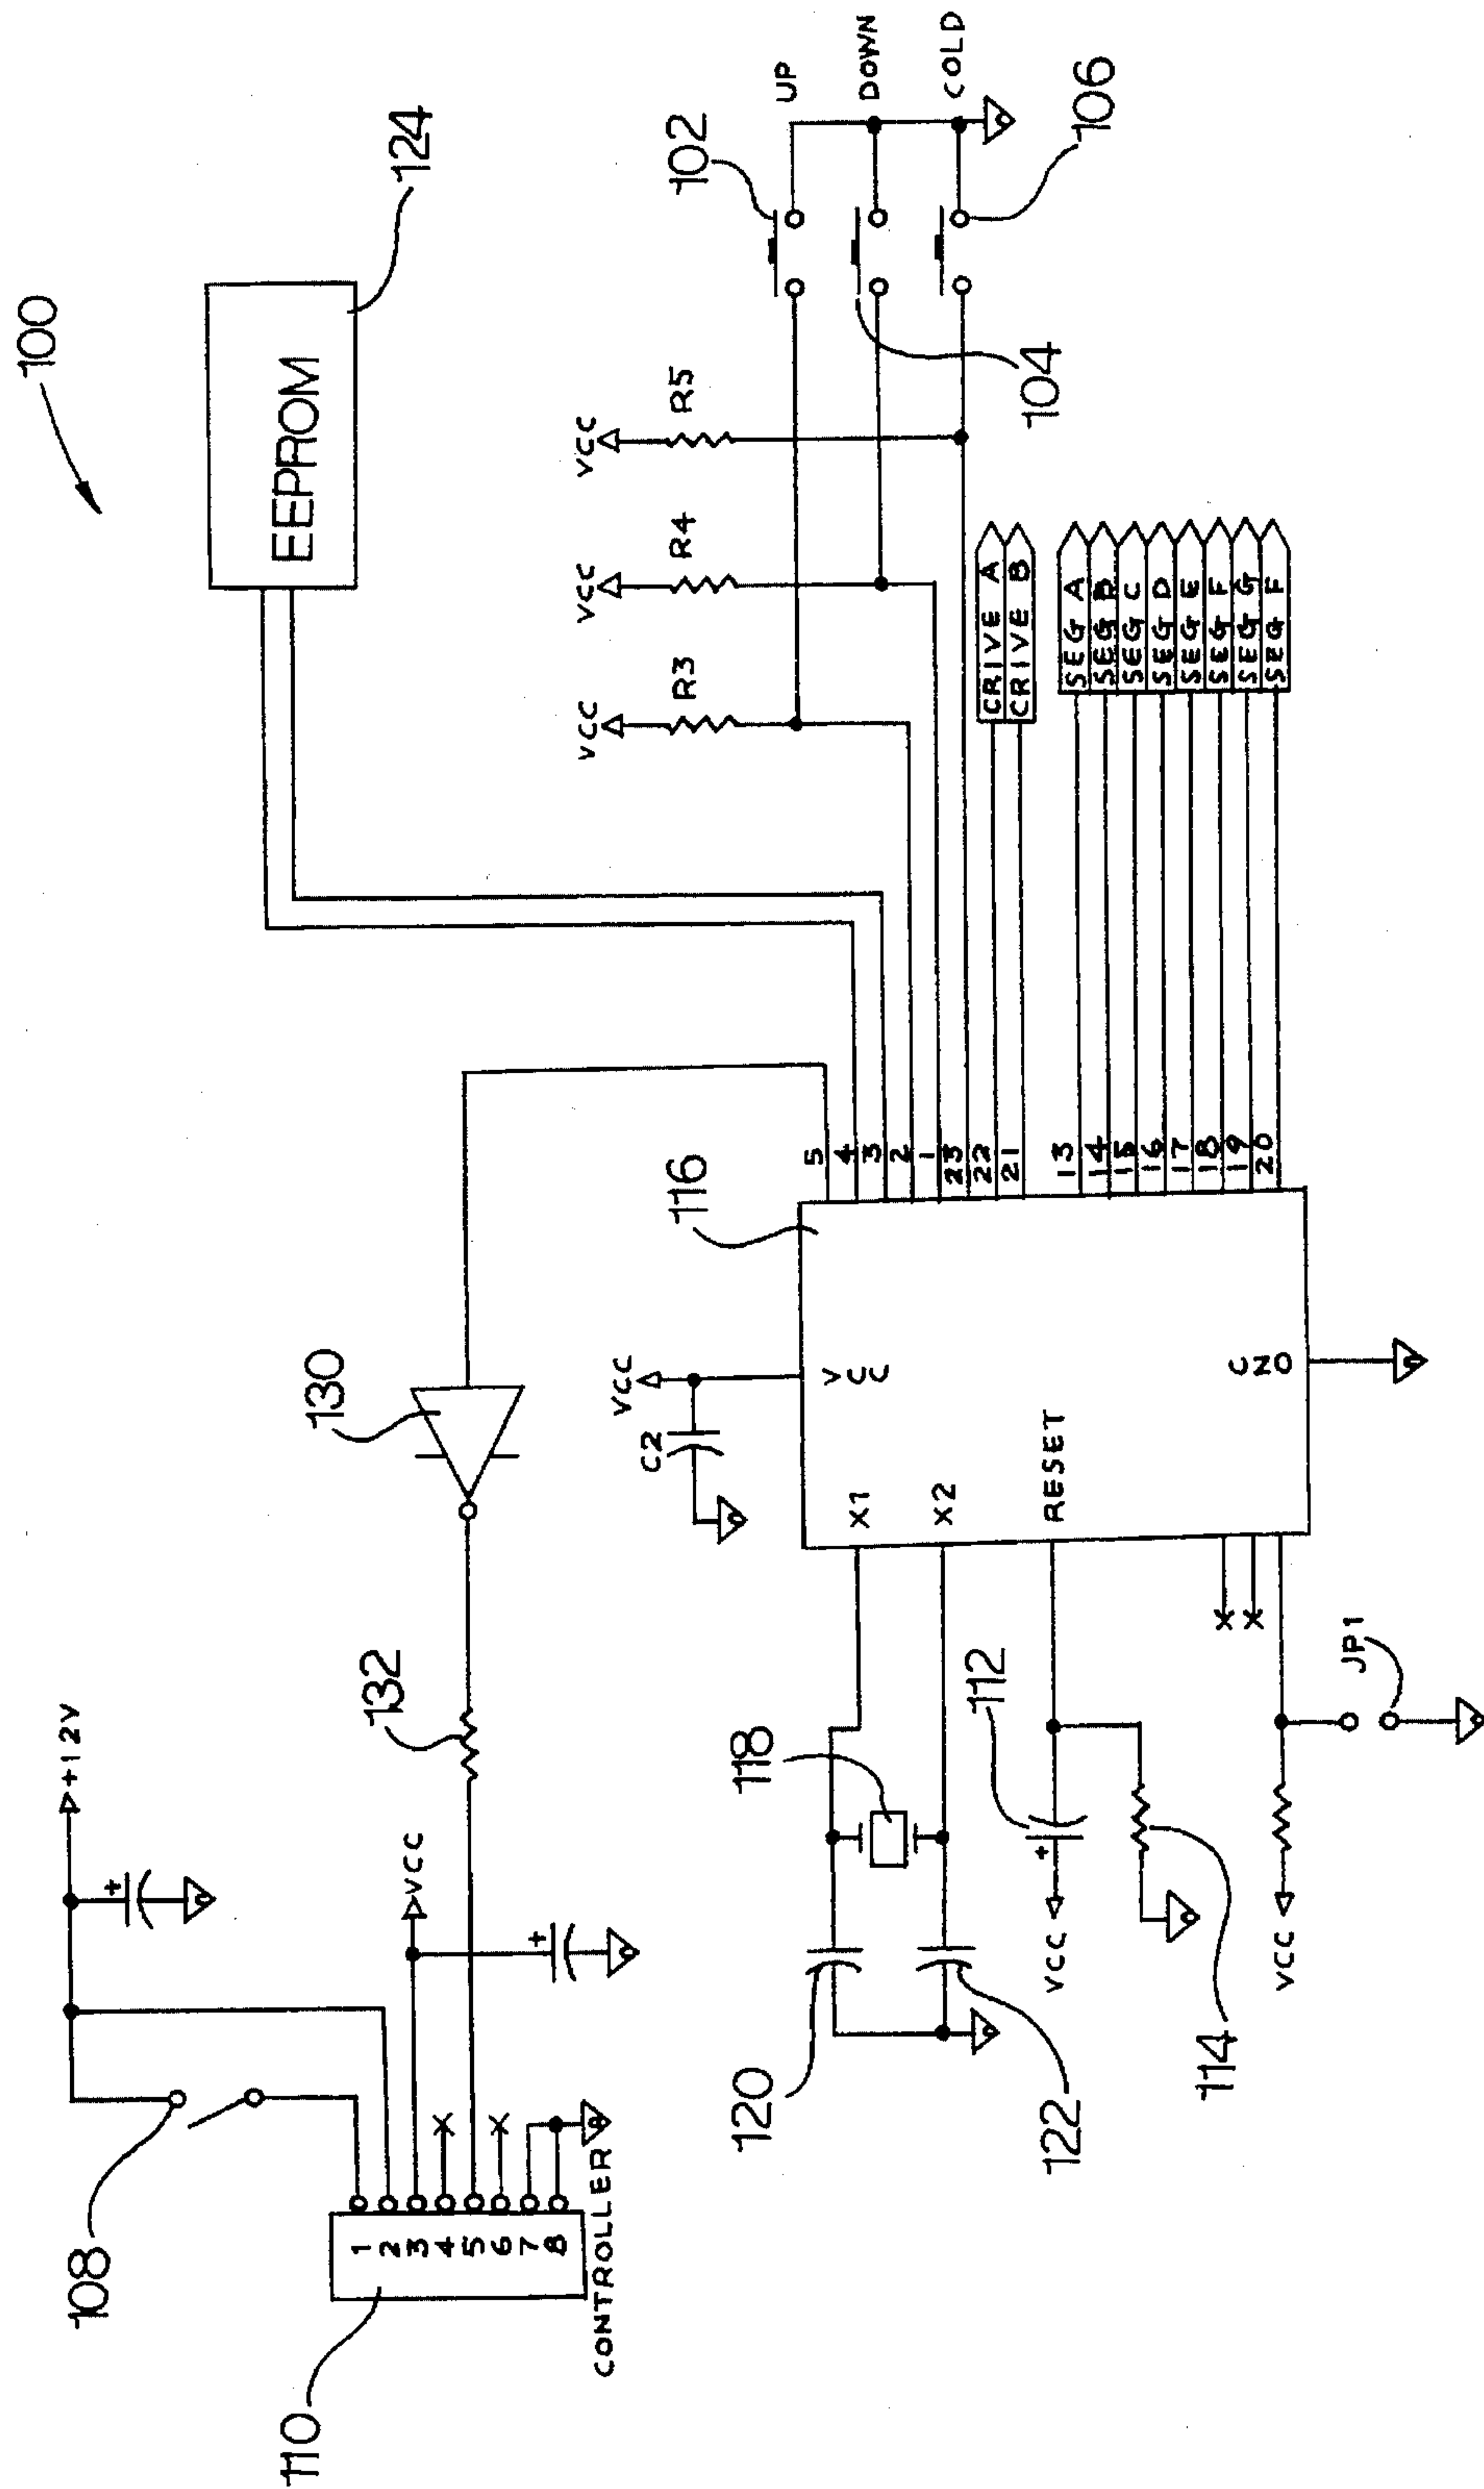 100
124
EEPROM
108
+12V
132
130
110
1
2
3
4
5
6
7
8
CONTROLLER
VCC
+
+
VCC
C2
116
VCC
VCC
VCC
R3
R4
R5
102
UP
DOWN
COLD
104
106
5
4
3
2
1
23
22
21
CRIVE A
CRIVE B
13
14
15
16
17
18
19
20
SEG A
SEG B
SEG C
SEG D
SEG E
SEG F
SEG G
SEG F
VCC
X1
X2
RESET
CZO
118
120
122
112
+
VCC
114
VCC
JP1